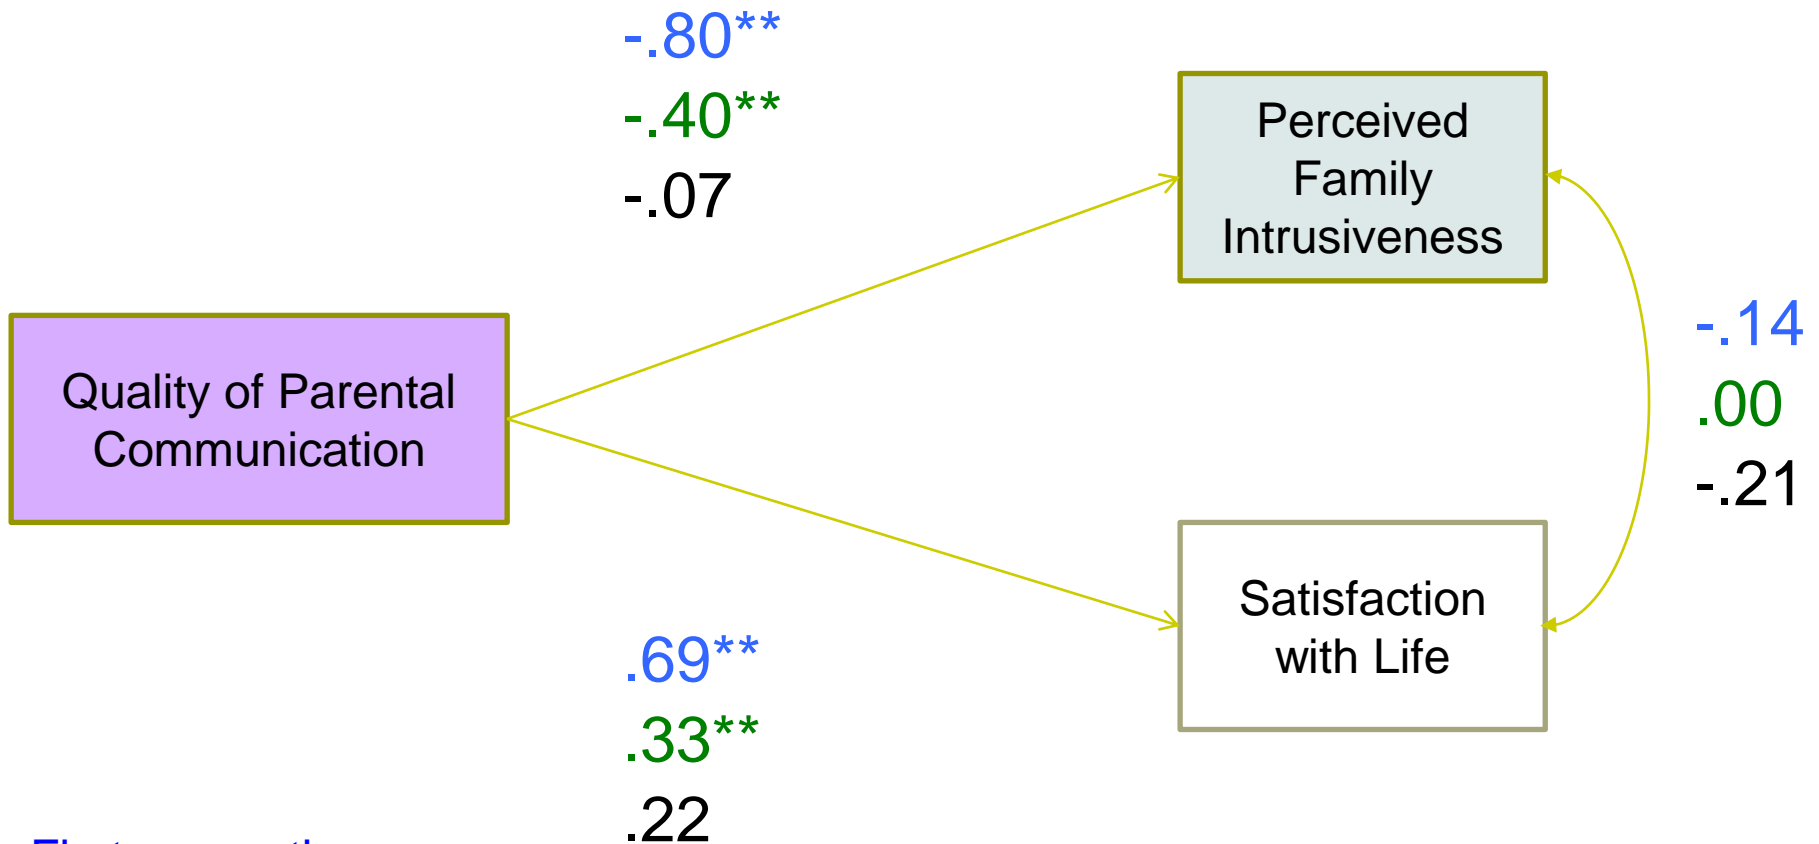 -.80**
-.40**
-.07
Perceived
Family
Intrusiveness
Quality of Parental
Communication
-.14
.00
-.21
Satisfaction
with Life
.69**
.33**
.22